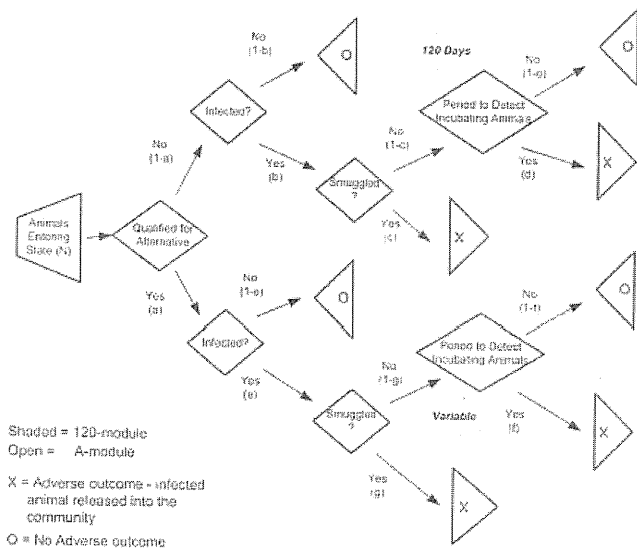 No
(1-b)
O
120 Days
No
O
Infected?
Period to Detect
Incubating Animals
No
(1-a)
Yes
(b)
No
(1-c)
Yes
(d)
X
Smuggled
?
Animals
Entering
State (N)
Qualified for
Alternative
Yes
(c)
X
Yes
(a)
No
(1-e)
O
No
(1-f)
O
Infected?
Period to Detect
Incubating Animals
Yes
(e)
No
(1-g)
Smuggled
?
Variable
Yes
(f)
X
Yes
(g)
X
Shaded = 120-module
Open = A-module
X = Adverse outcome - infected
animal released into the
community
O = No Adverse outcome